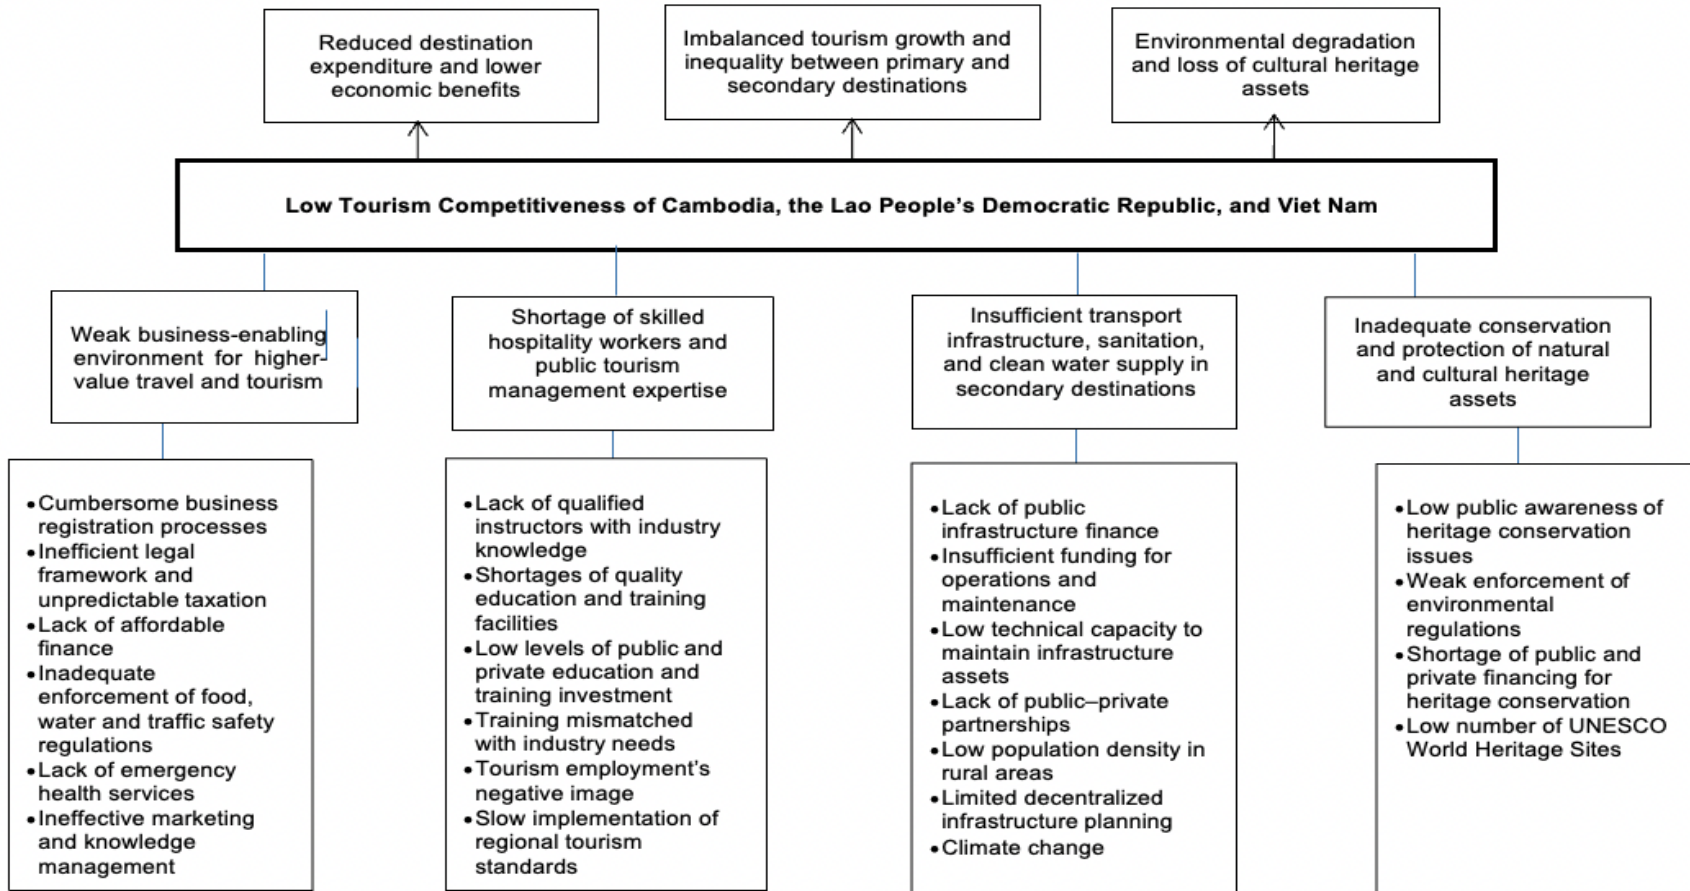 Reduced destination
expenditure and lower
economic benefits
Imbalanced tourism growth and
inequality between primary and
secondary destinations
Environmental degradation
and loss of cultural heritage
assets
Low Tourism Competitiveness of Cambodia, the Lao People’s Democratic Republic, and Viet Nam
Weak business-enabling
environment for higher-
value travel and tourism
Shortage of skilled
hospitality workers and
public tourism
management expertise
Insufficient transport
infrastructure, sanitation,
and clean water supply in
secondary destinations
Inadequate conservation
and protection of natural
and cultural heritage
assets
•Cumbersome business
registration processes
•Inefficient legal
framework and
unpredictable taxation
•Lack of affordable
finance
•Inadequate
enforcement of food,
water and traffic safety
regulations
•Lack of emergency
health services
•Ineffective marketing
and knowledge
management
•Lack of qualified
instructors with industry
knowledge
•Shortages of quality
education and training
facilities
•Low levels of public and
private education and
training investment
•Training mismatched
with industry needs
•Tourism employment’s
negative image
•Slow implementation of
regional tourism
standards
•Lack of public
infrastructure finance
•Insufficient funding for
operations and
maintenance
•Low technical capacity to
maintain infrastructure
assets
•Lack of public–private
partnerships
•Low population density in
rural areas
•Limited decentralized
infrastructure planning
•Climate change
•Low public awareness of
heritage conservation
issues
•Weak enforcement of
environmental
regulations
•Shortage of public and
private financing for
heritage conservation
•Low number of UNESCO
World Heritage Sites